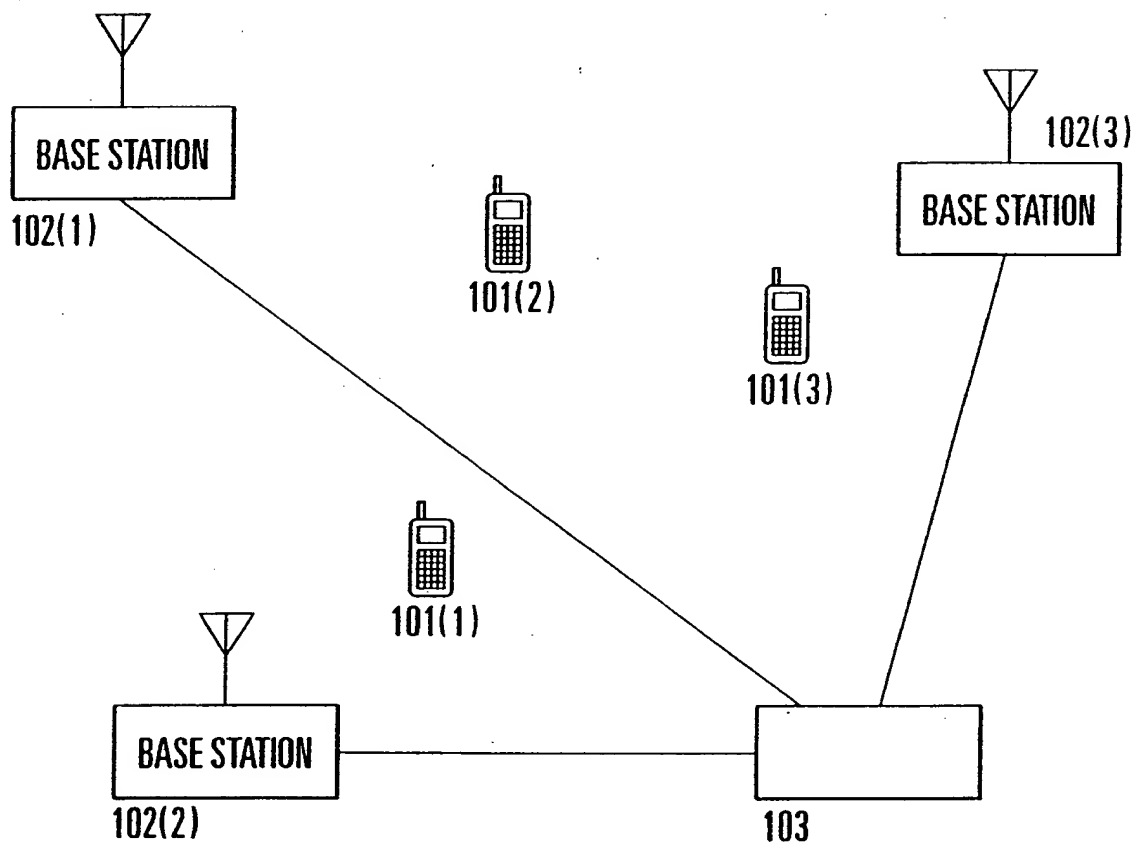 BASE STATION
102(1)
102(3)
BASE STATION
101(2)
101(3)
101(1)
BASE STATION
102(2)
103